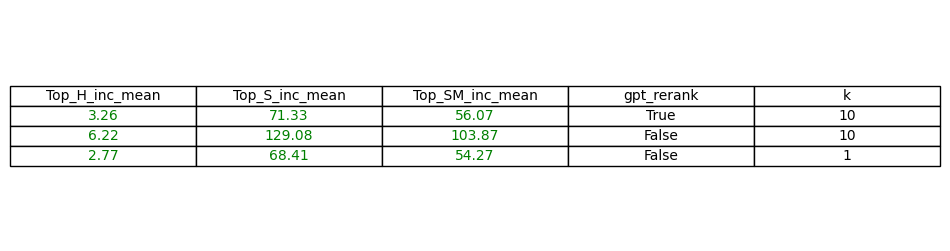 Top_H_inc_mean Top_S_inc_mean Top_SM_inc_mean gpt_rerank k
3.26 71.33 56.07 True 10
6.22 129.08 103.87 False 10
2.77 68.41 54.27 False 1